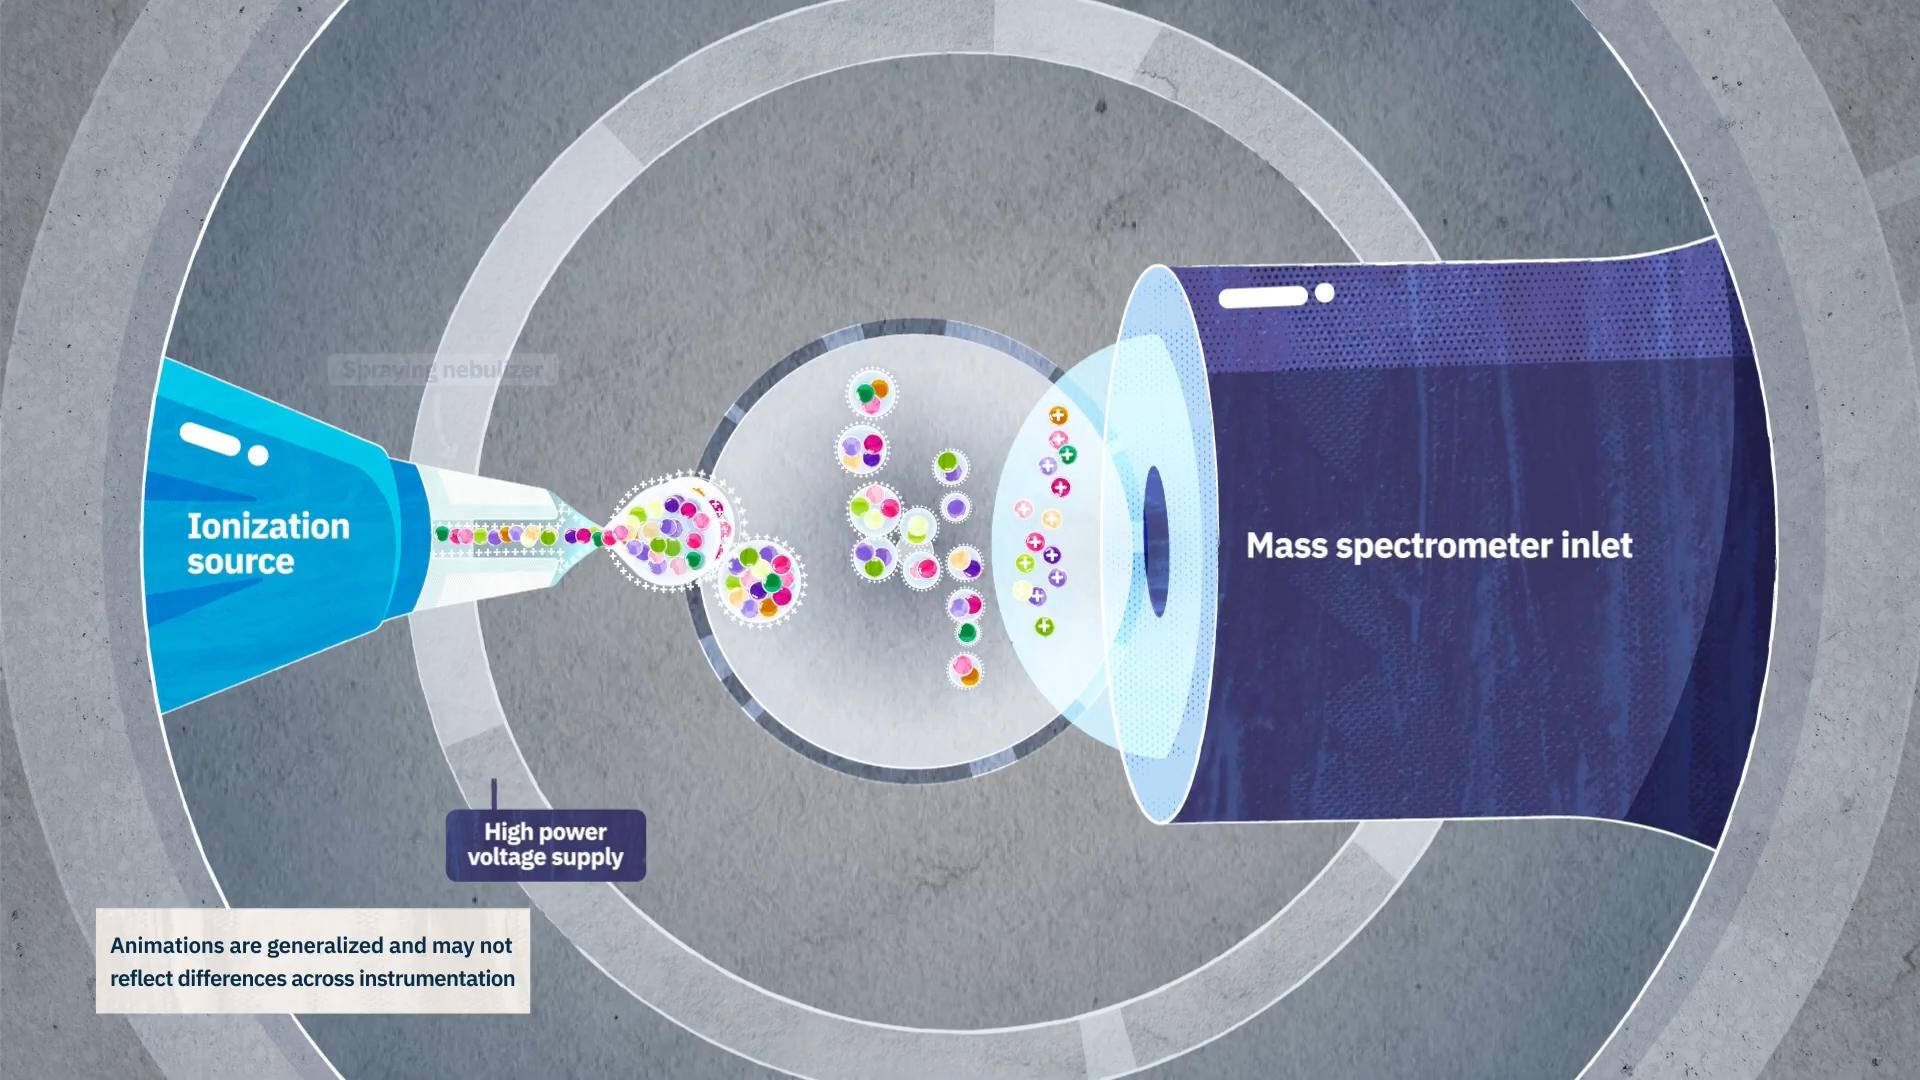 Spraying nebulizer
Ionization
source
Mass spectrometer inlet
High power
voltage supply
Animations are generalized and may not
reflect differences across instrumentation